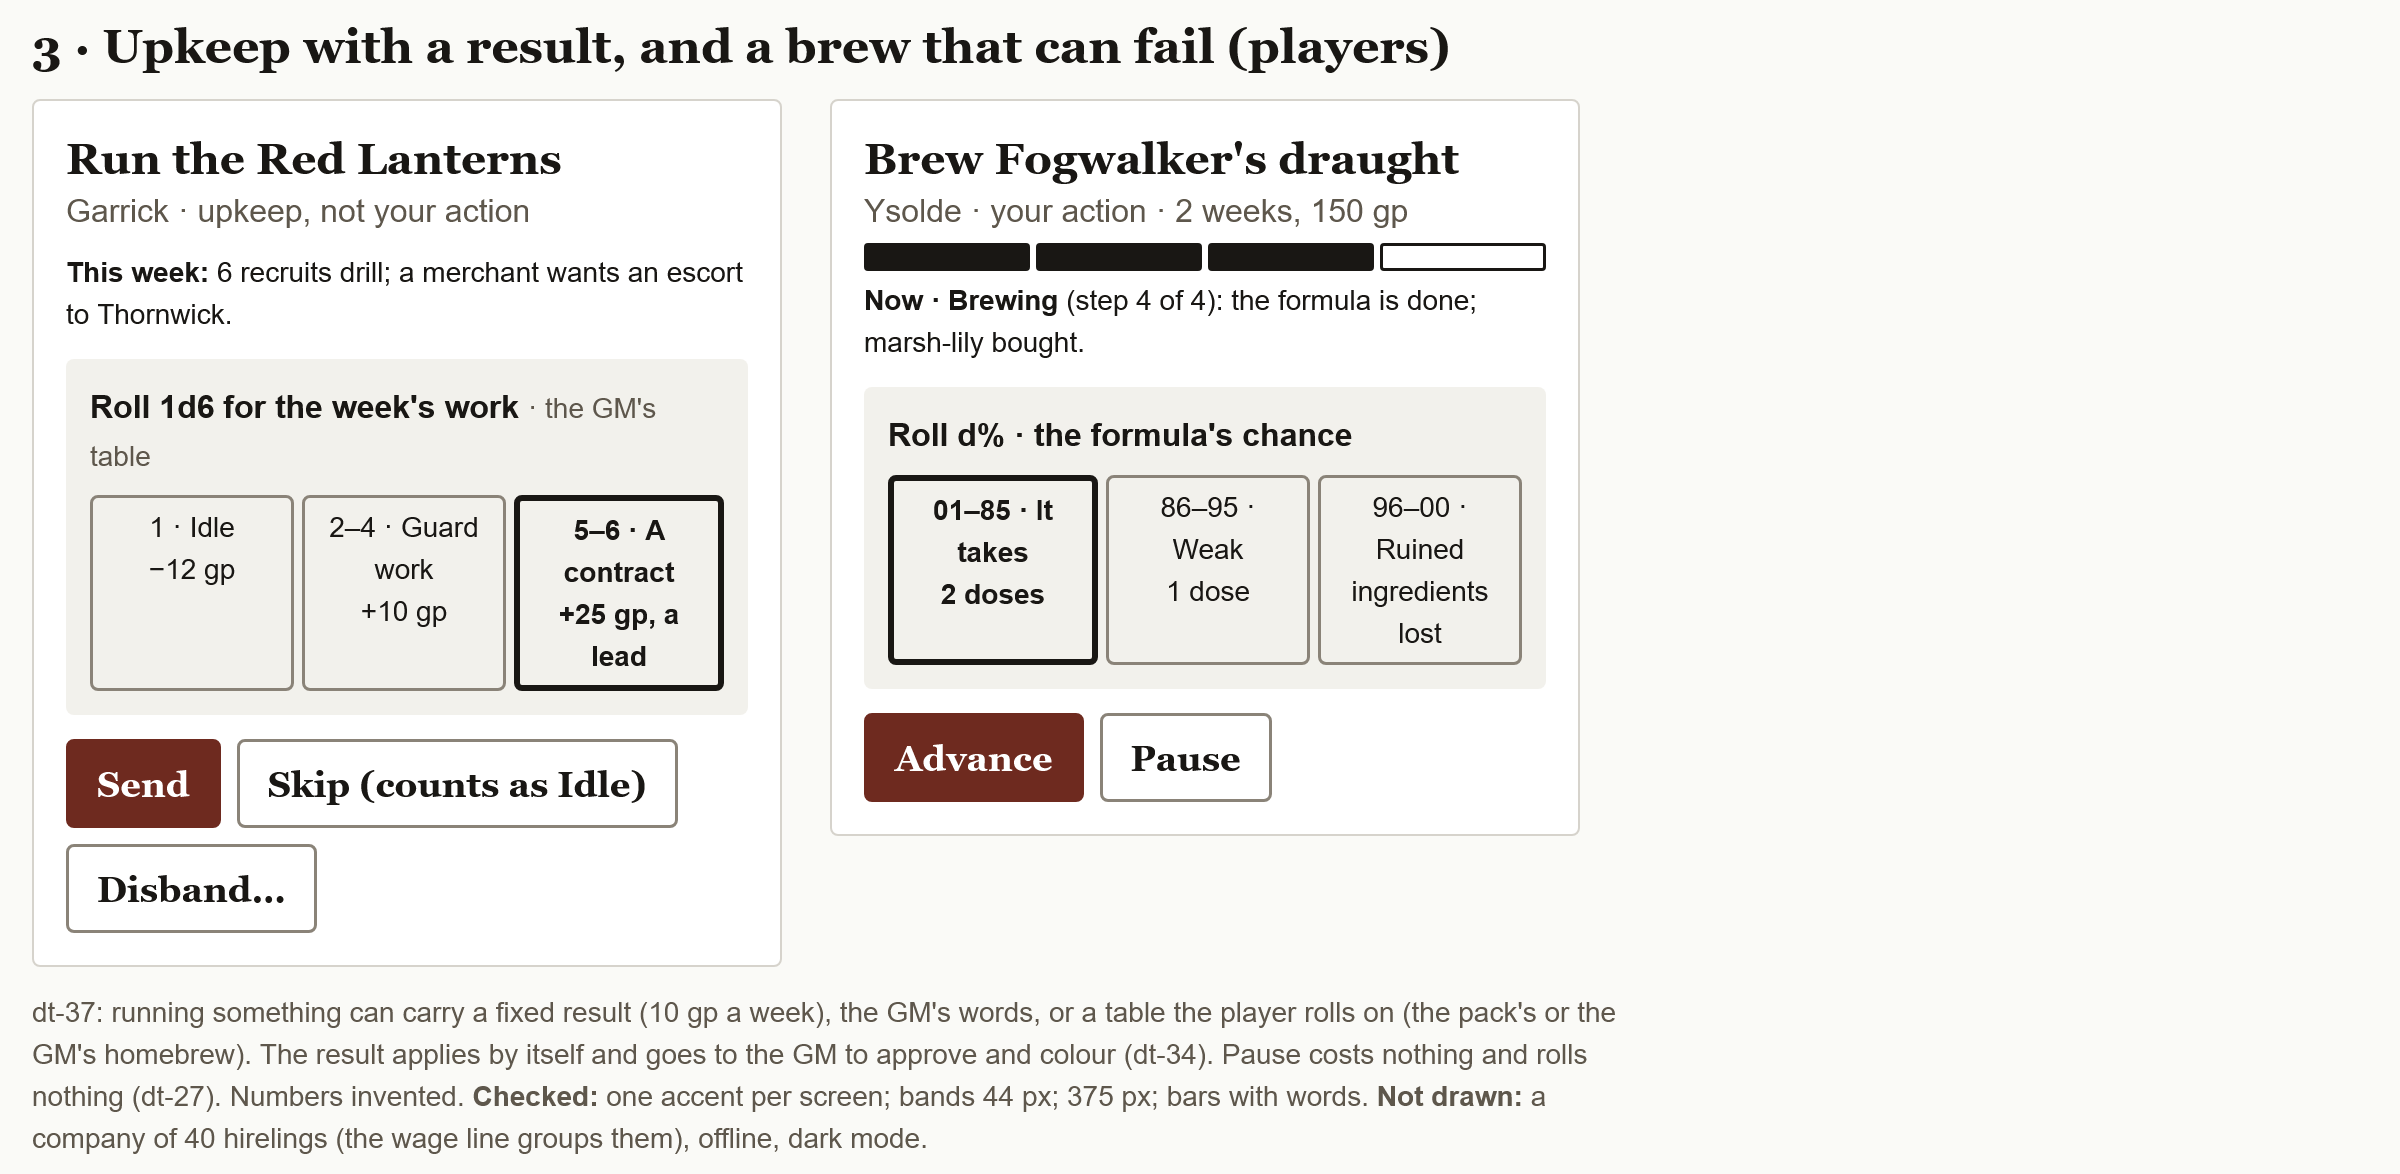 3 · Upkeep with a result, and a brew that can fail (players)
Run the Red Lanterns
Garrick · upkeep, not your action
This week: 6 recruits drill; a merchant wants an escort
to Thornwick.
Roll 1d6 for the week's work · the GM's
table
1 · Idle
−12 gp
2–4 · Guard
work
+10 gp
5–6 · A
contract
+25 gp, a
lead
Send
Skip (counts as Idle)
Disband...
Brew Fogwalker's draught
Ysolde · your action · 2 weeks, 150 gp
Now · Brewing (step 4 of 4): the formula is done;
marsh-lily bought.
Roll d% · the formula's chance
01–85 · It
takes
2 doses
86–95 ·
Weak
1 dose
96–00 ·
Ruined
ingredients
lost
Advance
Pause
dt-37: running something can carry a fixed result (10 gp a week), the GM's words, or a table the player rolls on (the pack's or the
GM's homebrew). The result applies by itself and goes to the GM to approve and colour (dt-34). Pause costs nothing and rolls
nothing (dt-27). Numbers invented. Checked: one accent per screen; bands 44 px; 375 px; bars with words. Not drawn: a
company of 40 hirelings (the wage line groups them), offline, dark mode.